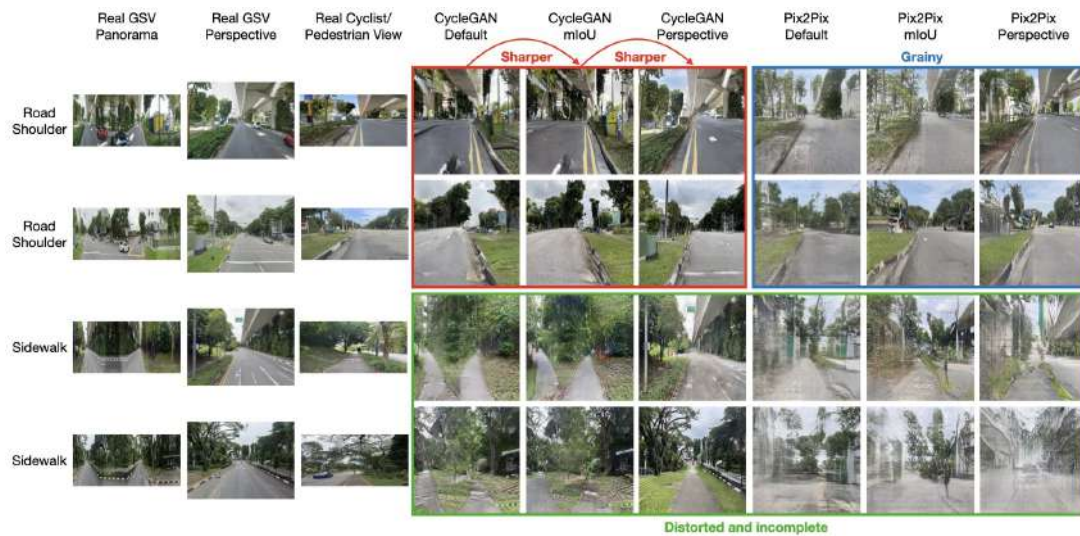 Real GSV Panorama
Real GSV Perspective
Real Cyclist/ Pedestrian View
CycleGAN Default
CycleGAN mIoU
CycleGAN Perspective
Pix2Pix Default
Pix2Pix mIoU
Pix2Pix Perspective
Sharper
Sharper
Grainy
Road Shoulder
Road Shoulder
Sidewalk
Sidewalk
Distorted and incomplete